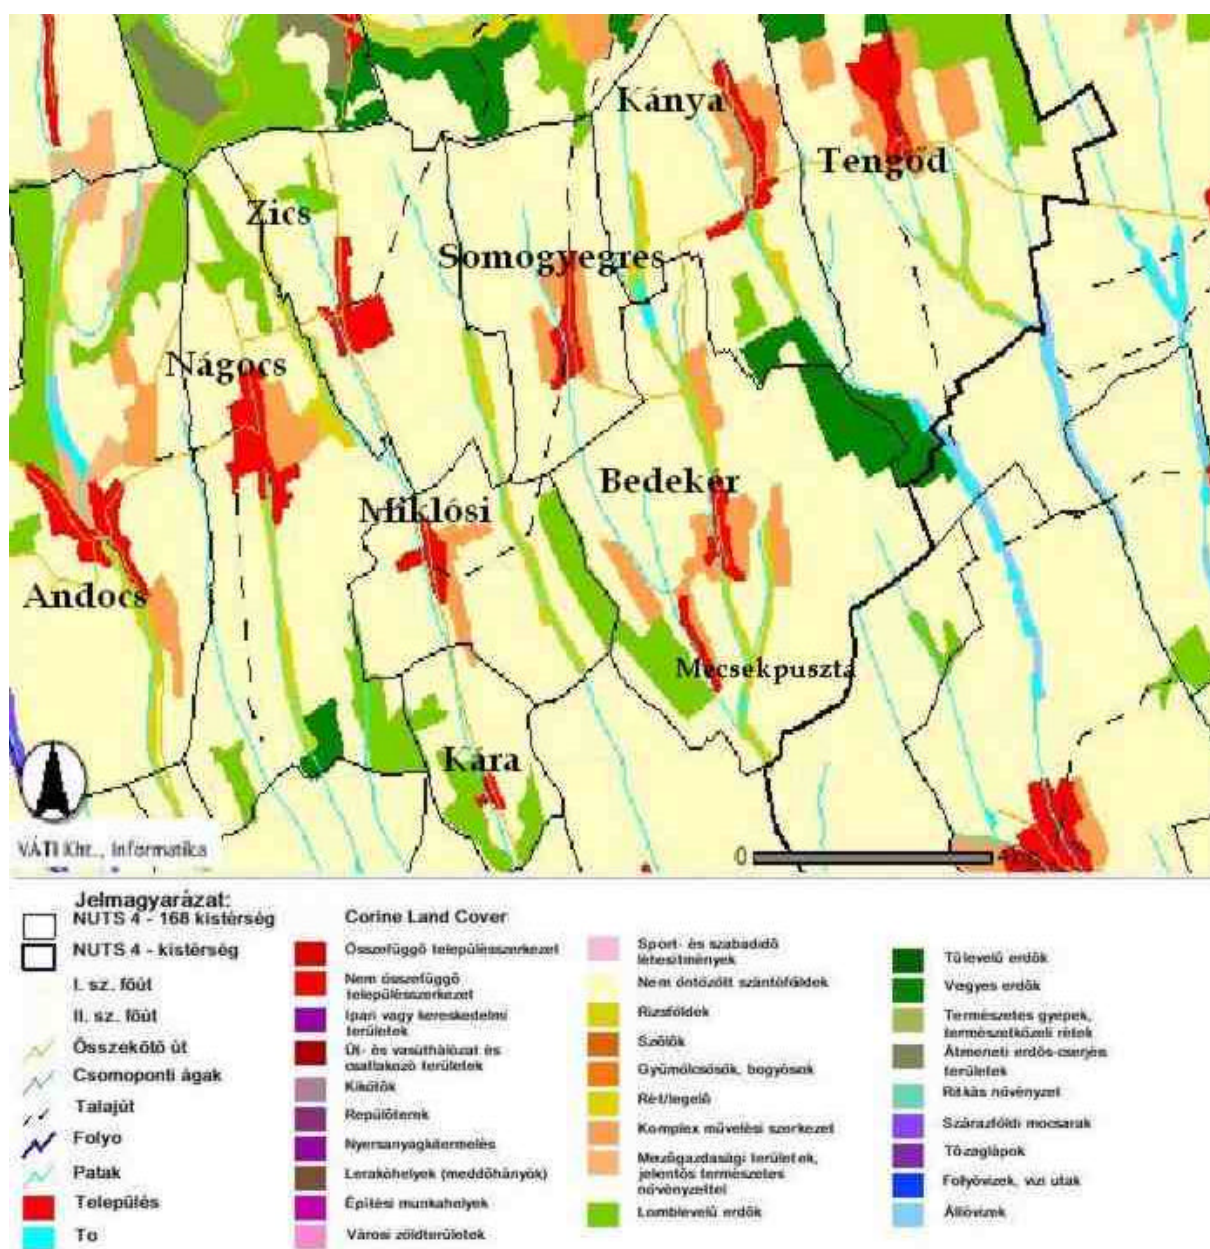 Kánya
Tengőd
Zics
Somogyegres
Nágocs
Bedekér
Miklósi
Andocs
Mecsekpuszta
Kára
VÁTI Kht., Informatika
0
Jelmagyarázat:
NUTS 4 - 168 kistérség
NUTS 4 - kistérség
I. sz. főút
II. sz. főút
Összekötő út
Csomoponti ágak
Talajút
Folyo
Patak
Település
To
Corine Land Cover
Összefüggő településszerkezet
Nem összefüggő
településszerkezet
Ipari vagy kereskedelmi
területek
Út- és vasúthálózat és
csatlakozó területek
Kikötők
Repülőterek
Nyersanyagkitermelés
Lerakóhelyek (meddőhányók)
Építési munkahelyek
Városi zöldterületek
Sport- és szabadidő
létesítmények
Nem öntözött szántóföldek
Rizsföldek
Szőlők
Gyümölcsösök, bogyósok
Rét/legelő
Komplex művelési szerkezet
Mezőgazdasági területek,
jelentős természetes
növényzettel
Lomblevelű erdők
Tűlevelű erdők
Vegyes erdők
Természetes gyepek,
természetközeli rétek
Átmeneti erdős-cserjés
területek
Ritkás növényzet
Szárazföldi mocsarak
Tőzeglápok
Folyóvizek, vizi utak
Állóvizek